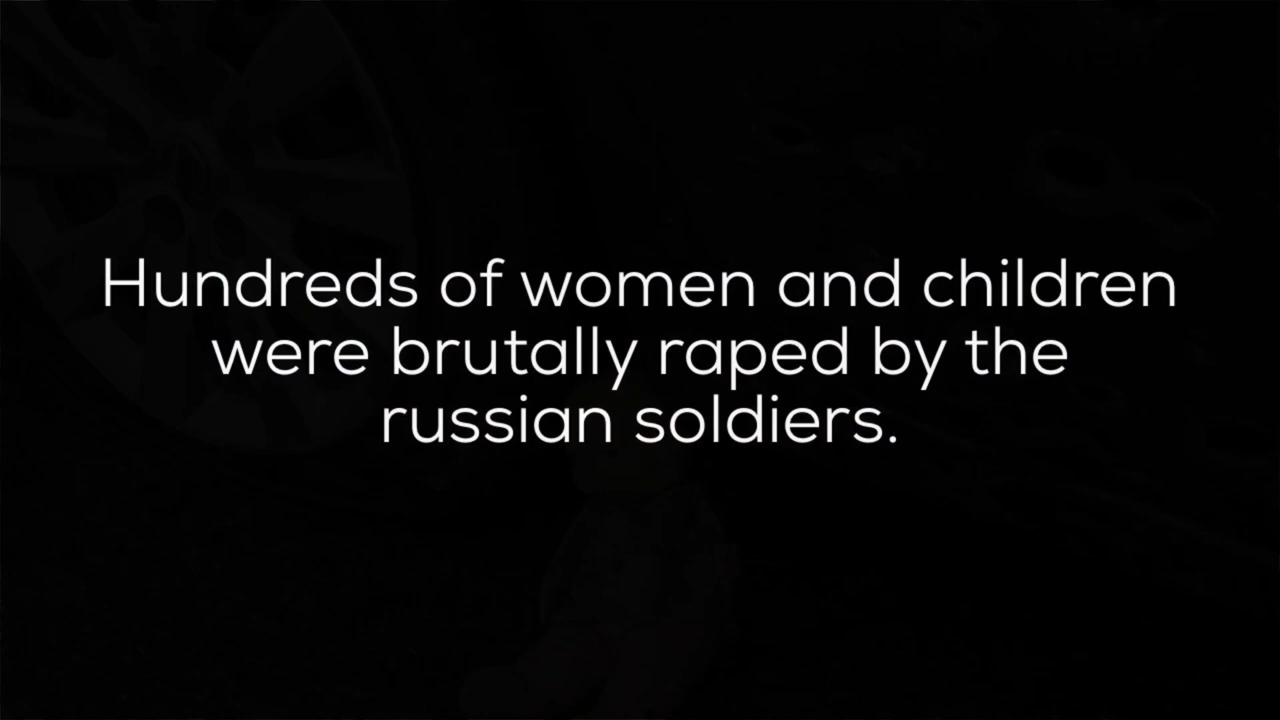 Hundreds of women and children
were brutally raped by the
russian soldiers.